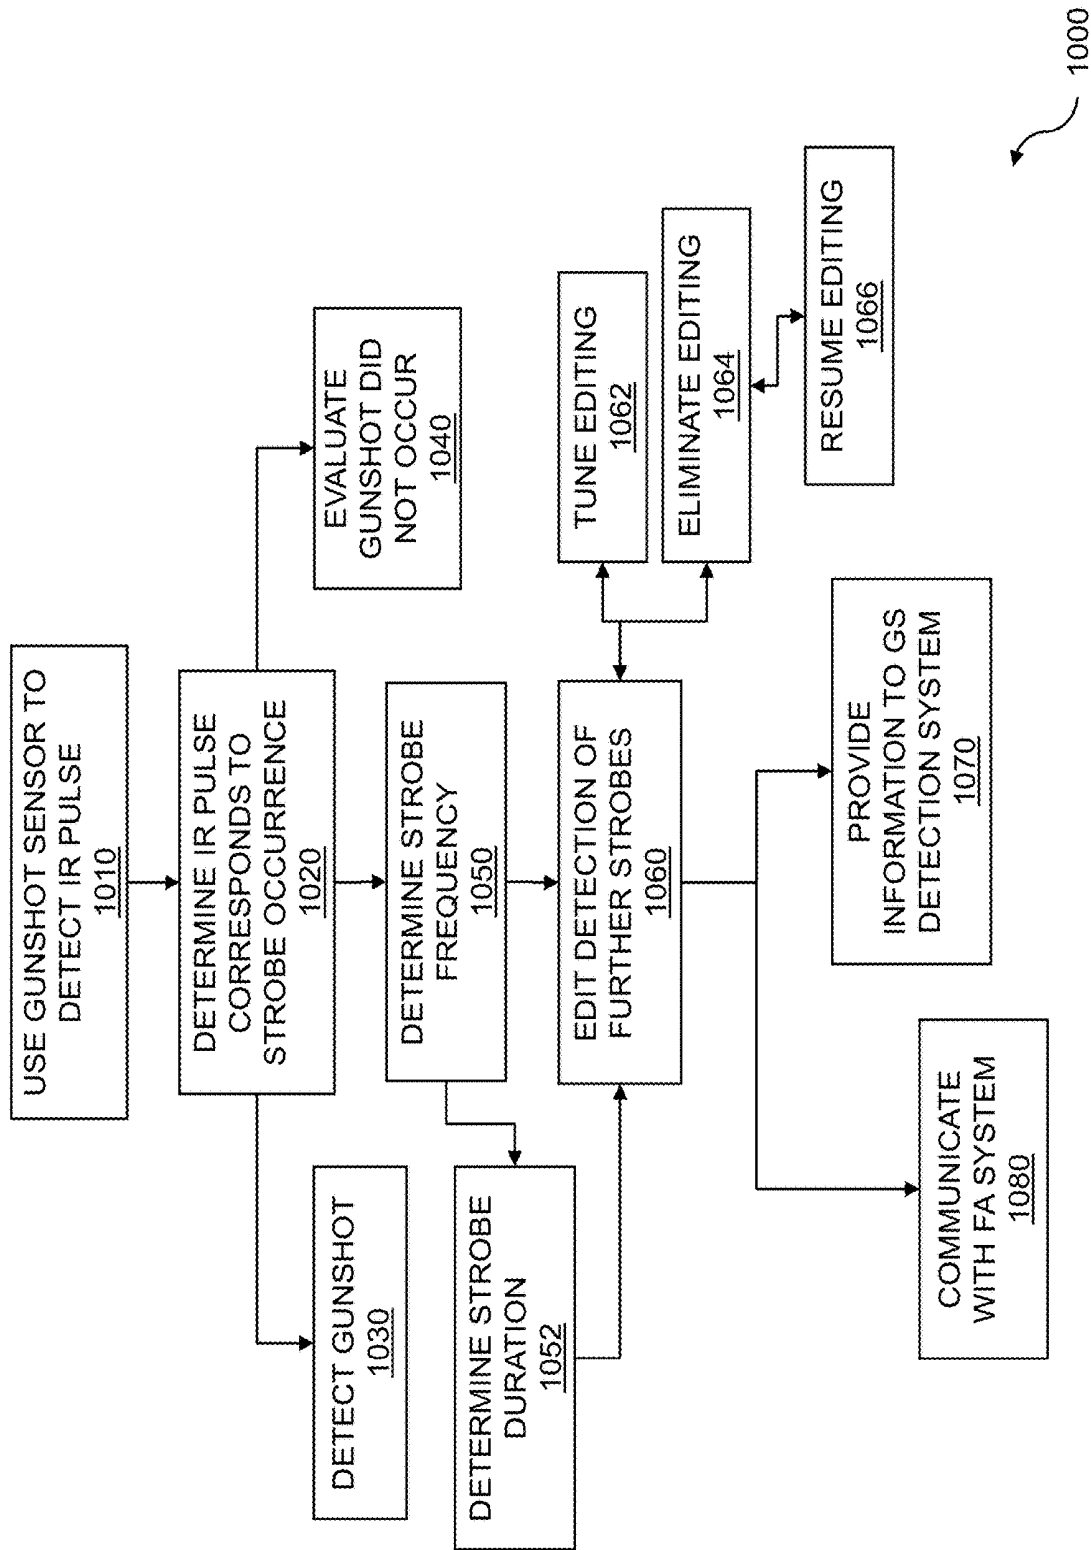 USE GUNSHOT SENSOR TO
DETECT IR PULSE
1010
DETERMINE IR PULSE
CORRESPONDS TO
STROBE OCCURRENCE
1020
DETECT GUNSHOT
1030
EVALUATE
GUNSHOT DID
NOT OCCUR
1040
DETERMINE STROBE
FREQUENCY
1050
DETERMINE STROBE
DURATION
1052
EDIT DETECTION OF
FURTHER STROBES
1060
TUNE EDITING
1062
ELIMINATE EDITING
1064
RESUME EDITING
1066
PROVIDE
INFORMATION TO GS
DETECTION SYSTEM
1070
COMMUNICATE
WITH FA SYSTEM
1080
1000